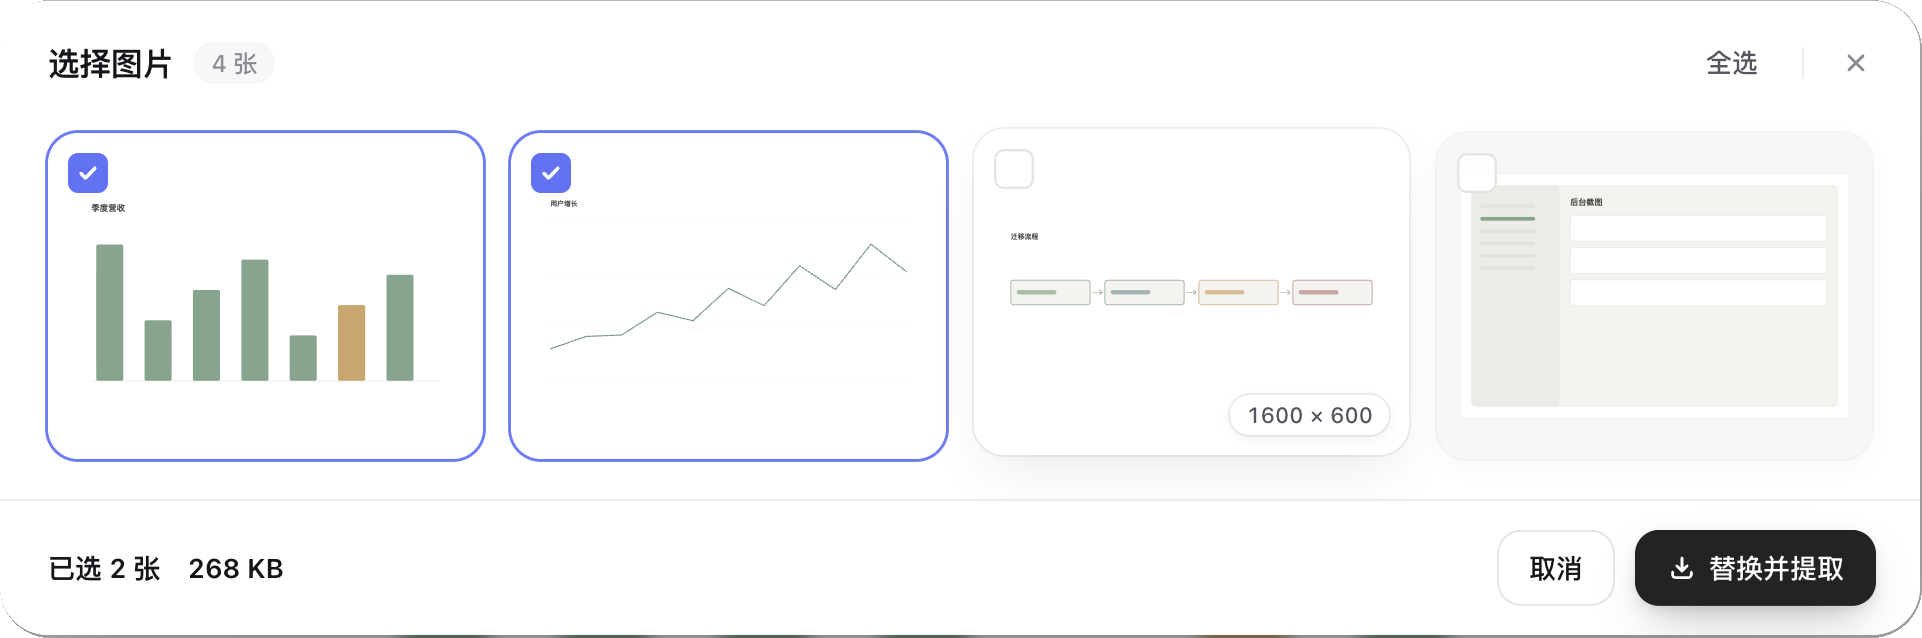 选择图片 4 张
全选
季度营收
用户增长
迁移流程
1600 × 600
后台截图
已选 2 张 268 KB
取消
替换并提取